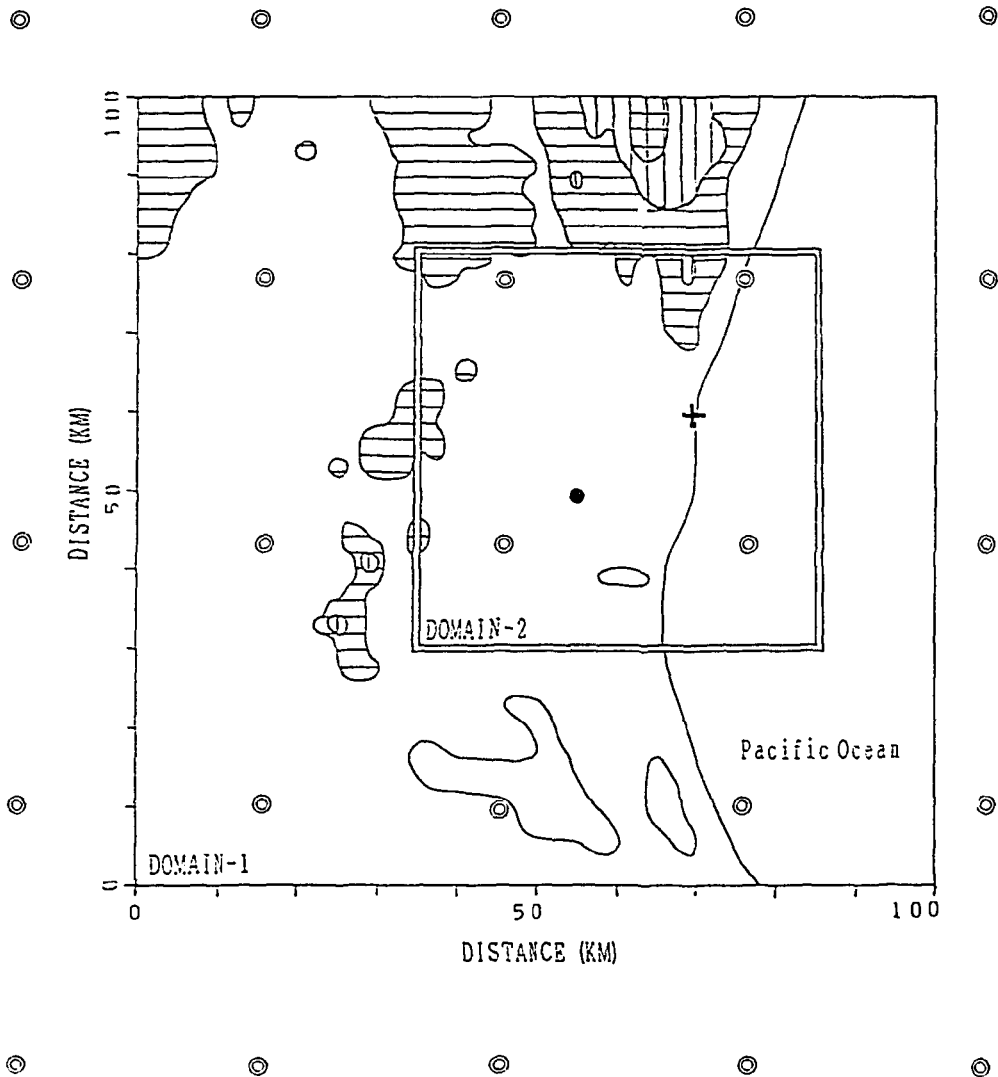 100
DISTANCE (KM)
50
DOMAIN-2
Pacific Ocean
DOMAIN-1
0
0
50
100
DISTANCE (KM)